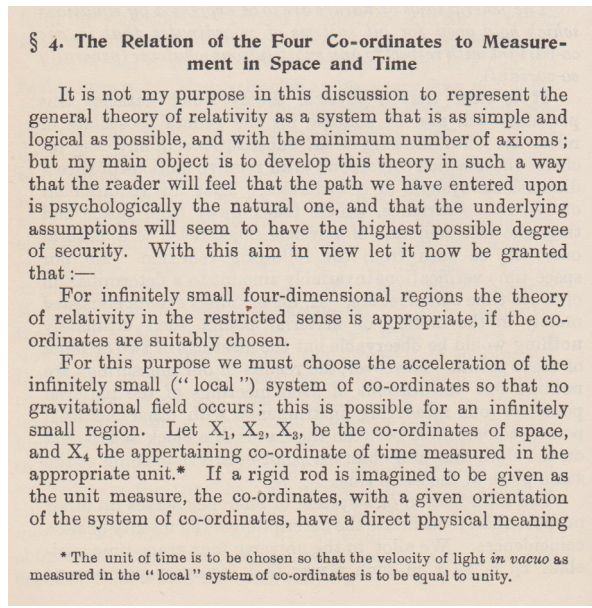 § 4. The Relation of the Four Co-ordinates to Measure-
ment in Space and Time
It is not my purpose in this discussion to represent the
general theory of relativity as a system that is as simple and
logical as possible, and with the minimum number of axioms;
but my main object is to develop this theory in such a way
that the reader will feel that the path we have entered upon
is psychologically the natural one, and that the underlying
assumptions will seem to have the highest possible degree
of security. With this aim in view let it now be granted
that :—
For infinitely small four-dimensional regions the theory
of relativity in the restricted sense is appropriate, if the co-
ordinates are suitably chosen.
For this purpose we must choose the acceleration of the
infinitely small (“ local ”) system of co-ordinates so that no
gravitational field occurs; this is possible for an infinitely
small region. Let X₁, X₂, X₃, be the co-ordinates of space,
and X₄ the appertaining co-ordinate of time measured in the
appropriate unit.* If a rigid rod is imagined to be given as
the unit measure, the co-ordinates, with a given orientation
of the system of co-ordinates, have a direct physical meaning
* The unit of time is to be chosen so that the velocity of light in vacuo as
measured in the “ local ” system of co-ordinates is to be equal to unity.